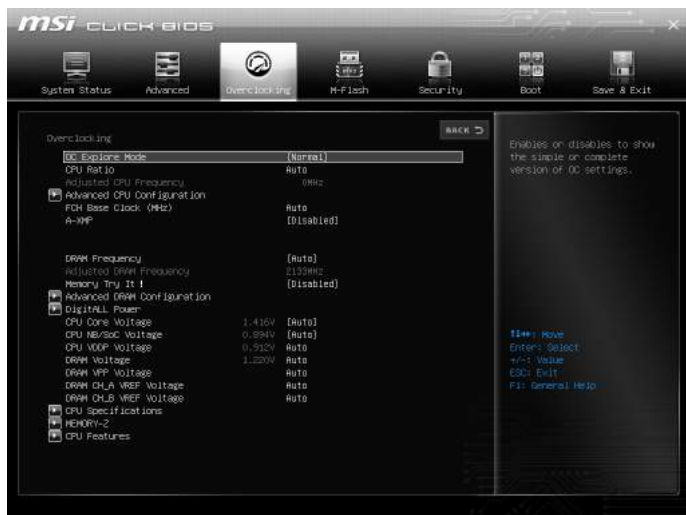 msi CLICK BIOS
System Status Advanced Overclocking M-Flash Security Boot Save & Exit
BACK
Overclocking
OC Explore Mode [Normal]
CPU Ratio Auto
Adjusted CPU Frequency 0MHz
Advanced CPU Configuration
FCH Base Clock (MHz) Auto
A-XMP [Disabled]
DRAM Frequency [Auto]
Adjusted DRAM Frequency 2133MHz
Memory Try It ! [Disabled]
Advanced DRAM Configuration
DigitALL Power
CPU Core Voltage 1.416V [Auto]
CPU NB/SoC Voltage 0.894V [Auto]
CPU VDDP Voltage 0.912V Auto
DRAM Voltage 1.220V Auto
DRAM VPP Voltage Auto
DRAM CH_A VREF Voltage Auto
DRAM CH_B VREF Voltage Auto
CPU Specifications
MEMORY-Z
CPU Features
Enables or disables to show
the simple or complete
version of OC settings.
↑↓←→: Move
Enter: Select
+/-: Value
ESC: Exit
F1: General Help